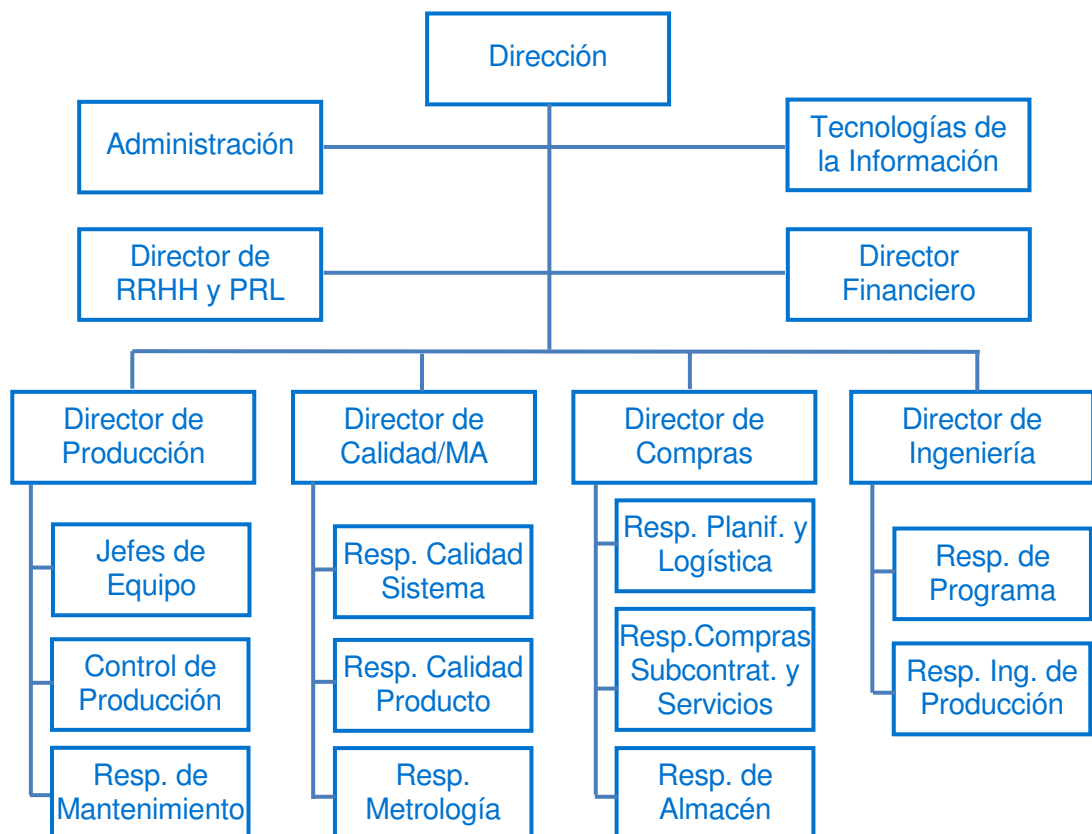 Dirección
Administración
Tecnologías de
la Información
Director de
RRHH y PRL
Director
Financiero
Director de
Producción
Director de
Calidad/MA
Director de
Compras
Director de
Ingeniería
Jefes de
Equipo
Control de
Producción
Resp. de
Mantenimiento
Resp. Calidad
Sistema
Resp. Calidad
Producto
Resp.
Metrología
Resp. Planif. y
Logística
Resp.Compras
Subcontrat. y
Servicios
Resp. de
Almacén
Resp. de
Programa
Resp. Ing. de
Producción